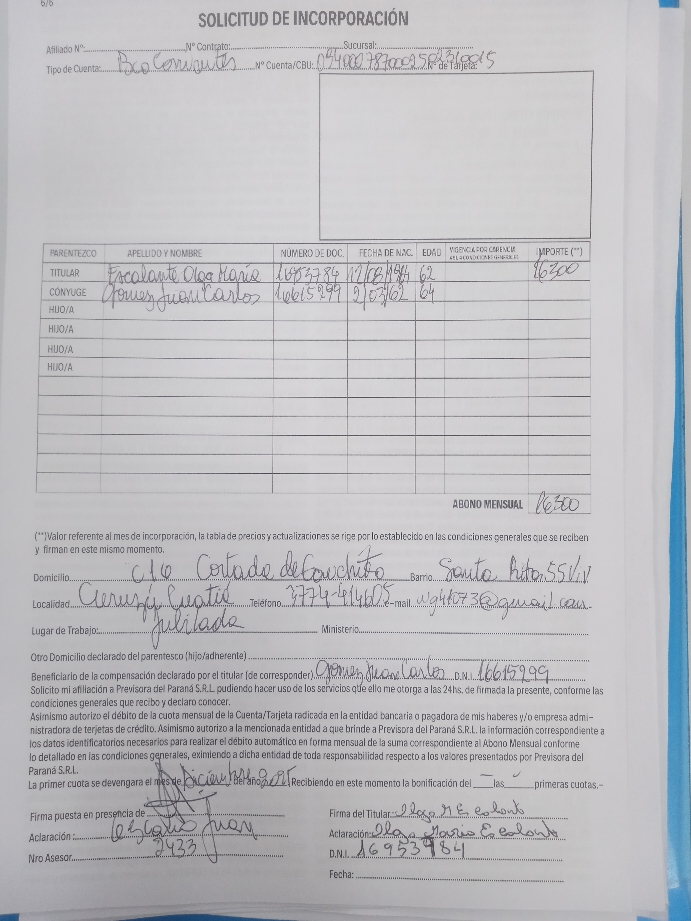 6/6
SOLICITUD DE INCORPORACIÓN
Afiliado Nº: Nº Contrato: Sucursal:
Tipo de Cuenta: Bco Corrientes Nº Cuenta/CBU: Nº de Tarjeta:
PARENTEZCO APELLIDO Y NOMBRE NÚMERO DE DOC. FECHA DE NAC. EDAD VIGENCIA POR CARENCIA IMPORTE (**)
TITULAR Escalante Olga María 62 16300
CÓNYUGE Gomez Juan Carlos 16615299 2/03/62 64
HIJO/A
HIJO/A
HIJO/A
HIJO/A
ABONO MENSUAL 16300
(**)Valor referente al mes de incorporación, la tabla de precios y actualizaciones se rige por lo establecido en las condiciones generales que se reciben
y firman en este mismo momento.
Domicilio Cortada de Barrio Santa Rita 55 V.V
Localidad Curuzú Cuatiá Teléfono 3774-414605 e-mail
Lugar de Trabajo: Jubilada Ministerio
Otro Domicilio declarado del parentesco (hijo/adherente)
Beneficiario de la compensación declarado por el titular (de corresponder) Gomez Juan Carlos D.N.I. 16615299
Solicito mi afiliación a Previsora del Paraná S.R.L. pudiendo hacer uso de los servicios que ello me otorga a las 24hs. de firmada la presente, conforme las
condiciones generales que recibo y declaro conocer.
Asimismo autorizo el débito de la cuota mensual de la Cuenta/Tarjeta radicada en la entidad bancaria o pagadora de mis haberes y/o empresa admi-
nistradora de tarjetas de crédito. Asimismo autorizo a la mencionada entidad a que brinde a Previsora del Paraná S.R.L. la información correspondiente a
los datos identificatorios necesarios para realizar el débito automático en forma mensual de la suma correspondiente al Abono Mensual conforme
lo detallado en las condiciones generales, eximiendo a dicha entidad de toda responsabilidad respecto a los valores presentados por Previsora del
Paraná S.R.L.
La primer cuota se devengara el mes de Diciembre del año 2025 Recibiendo en este momento la bonificación del las primeras cuotas.-
Firma puesta en presencia de Firma del Titular Olga M Escalante
Aclaración: Juan Aclaración Olga Maria Escalante
Nro Asesor 2433 D.N.I. 16953784
Fecha: